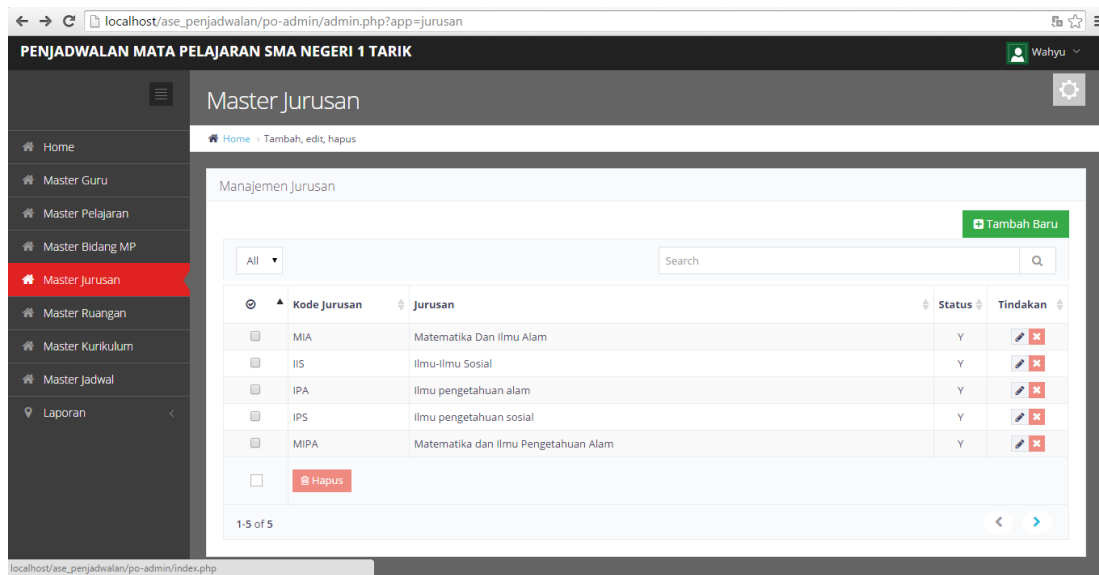 localhost/ase_penjadwalan/po-admin/admin.php?app=jurusan
PENJADWALAN MATA PELAJARAN SMA NEGERI 1 TARIK
Wahyu
Master Jurusan
Home › Tambah, edit, hapus
Home
Master Guru
Master Pelajaran
Master Bidang MP
Master Jurusan
Master Ruangan
Master Kurikulum
Master Jadwal
Laporan
Manajemen Jurusan
Tambah Baru
All
Search
Kode Jurusan Jurusan Status Tindakan
MIA Matematika Dan Ilmu Alam Y
IIS Ilmu-Ilmu Sosial Y
IPA Ilmu pengetahuan alam Y
IPS Ilmu pengetahuan sosial Y
MIPA Matematika dan Ilmu Pengetahuan Alam Y
Hapus
1-5 of 5
localhost/ase_penjadwalan/po-admin/index.php